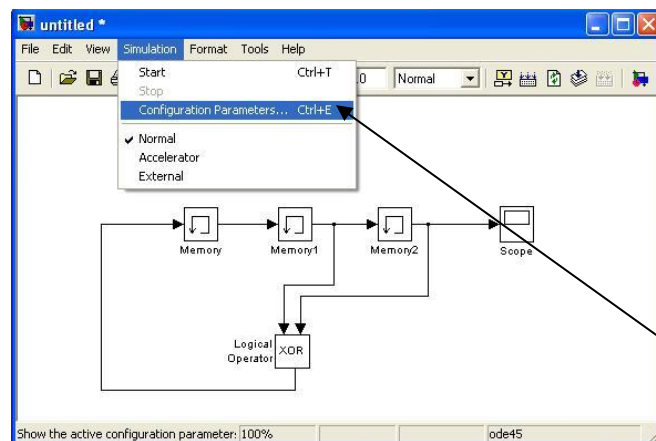 untitled *
File Edit View Simulation Format Tools Help
Start Ctrl+T
Stop
Configuration Parameters... Ctrl+E
Normal
Accelerator
External
Normal
Memory Memory1 Memory2 Scope
Logical
Operator
XOR
Show the active configuration parameter: 100% ode45